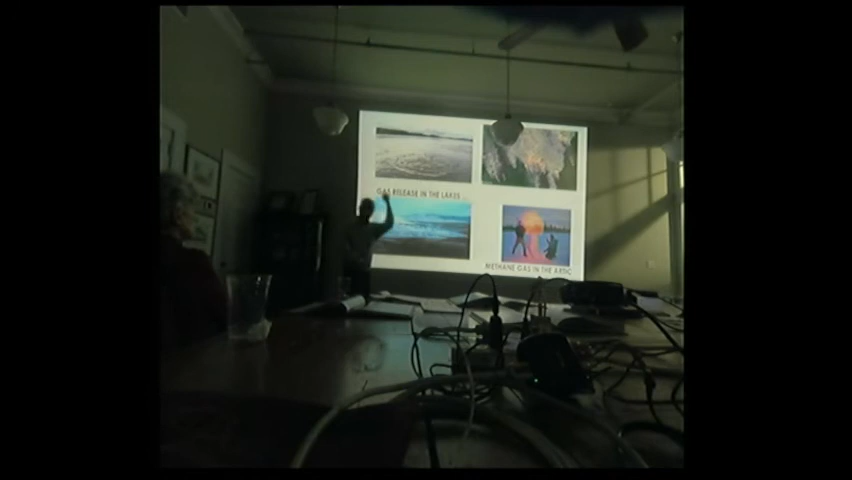 GAS RELEASE IN THE LAKES
METHANE GAS IN THE ARTIC